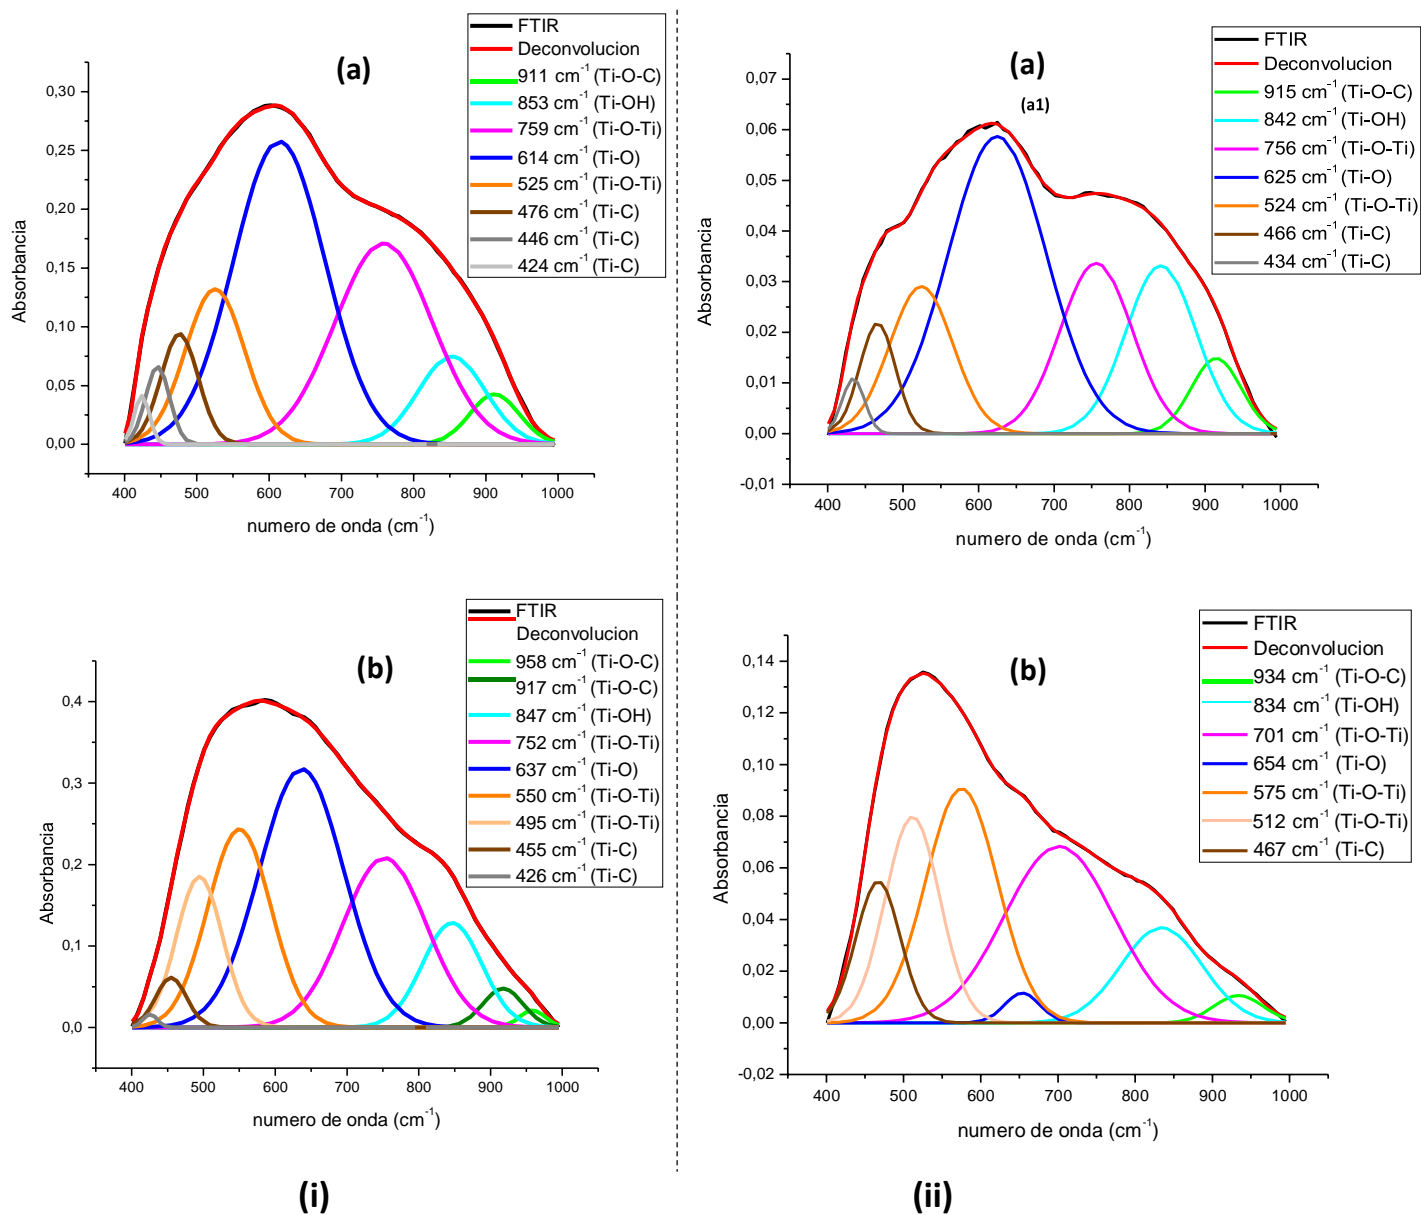 (a)
FTIR
Deconvolucion
911 cm⁻¹ (Ti-O-C)
853 cm⁻¹ (Ti-OH)
759 cm⁻¹ (Ti-O-Ti)
614 cm⁻¹ (Ti-O)
525 cm⁻¹ (Ti-O-Ti)
476 cm⁻¹ (Ti-C)
446 cm⁻¹ (Ti-C)
424 cm⁻¹ (Ti-C)
Absorbancia
0,30
0,25
0,20
0,15
0,10
0,05
0,00
400 500 600 700 800 900 1000
numero de onda (cm⁻¹)
(a)
(a1)
FTIR
Deconvolucion
915 cm⁻¹ (Ti-O-C)
842 cm⁻¹ (Ti-OH)
756 cm⁻¹ (Ti-O-Ti)
625 cm⁻¹ (Ti-O)
524 cm⁻¹ (Ti-O-Ti)
466 cm⁻¹ (Ti-C)
434 cm⁻¹ (Ti-C)
Absorbancia
0,07
0,06
0,05
0,04
0,03
0,02
0,01
0,00
-0,01
400 500 600 700 800 900 1000
numero de onda (cm⁻¹)
(b)
FTIR
Deconvolucion
958 cm⁻¹ (Ti-O-C)
917 cm⁻¹ (Ti-O-C)
847 cm⁻¹ (Ti-OH)
752 cm⁻¹ (Ti-O-Ti)
637 cm⁻¹ (Ti-O)
550 cm⁻¹ (Ti-O-Ti)
495 cm⁻¹ (Ti-O-Ti)
455 cm⁻¹ (Ti-C)
426 cm⁻¹ (Ti-C)
Absorbancia
0,4
0,3
0,2
0,1
0,0
400 500 600 700 800 900 1000
numero de onda (cm⁻¹)
(b)
FTIR
Deconvolucion
934 cm⁻¹ (Ti-O-C)
834 cm⁻¹ (Ti-OH)
701 cm⁻¹ (Ti-O-Ti)
654 cm⁻¹ (Ti-O)
575 cm⁻¹ (Ti-O-Ti)
512 cm⁻¹ (Ti-O-Ti)
467 cm⁻¹ (Ti-C)
Absorbancia
0,14
0,12
0,10
0,08
0,06
0,04
0,02
0,00
-0,02
400 500 600 700 800 900 1000
numero de onda (cm⁻¹)
(i)
(ii)